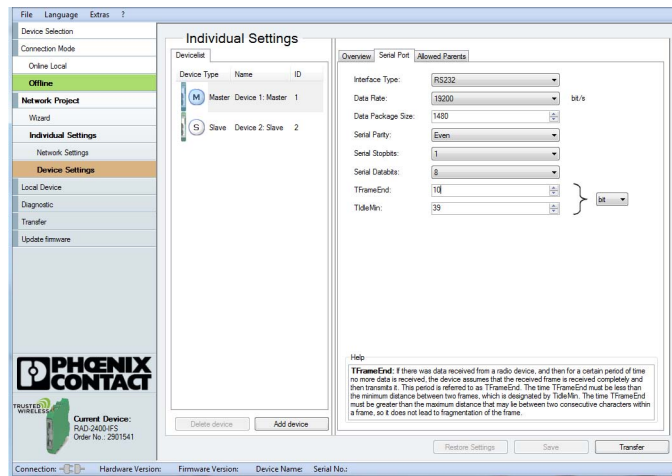 File Language Extras ?
Device Selection
Connection Mode
Online Local
Offline
Network Project
Wizard
Individual Settings
Network Settings
Device Settings
Local Device
Diagnostic
Transfer
Update firmware
PHŒNIX
CONTACT
TRUSTED
WIRELESS
Current Device:
RAD-2400-IFS
Order No.: 2901541
Individual Settings
Devicelist
Device Type Name ID
M Master Device 1: Master 1
S Slave Device 2: Slave 2
Delete device Add device
Overview Serial Port Allowed Parents
Interface Type: RS232
Data Rate: 19200 bit/s
Data Package Size: 1480
Serial Parity: Even
Serial Stopbits: 1
Serial Databits: 8
TFrameEnd: 10
TIdleMin: 39
bit
Help
TFrameEnd: If there was data received from a radio device, and then for a certain period of time
no more data is received, the device assumes that the received frame is received completely and
then transmits it. This period is referred to as TFrameEnd. The time TFrameEnd must be less than
the minimum distance between two frames, which is designated by TidleMin. The time TFrameEnd
must be greater than the maximum distance that may lie between two consecutive characters within
a frame, so it does not lead to fragmentation of the frame.
Restore Settings Save Transfer
Connection: Hardware Version: Firmware Version: Device Name: Serial No.: